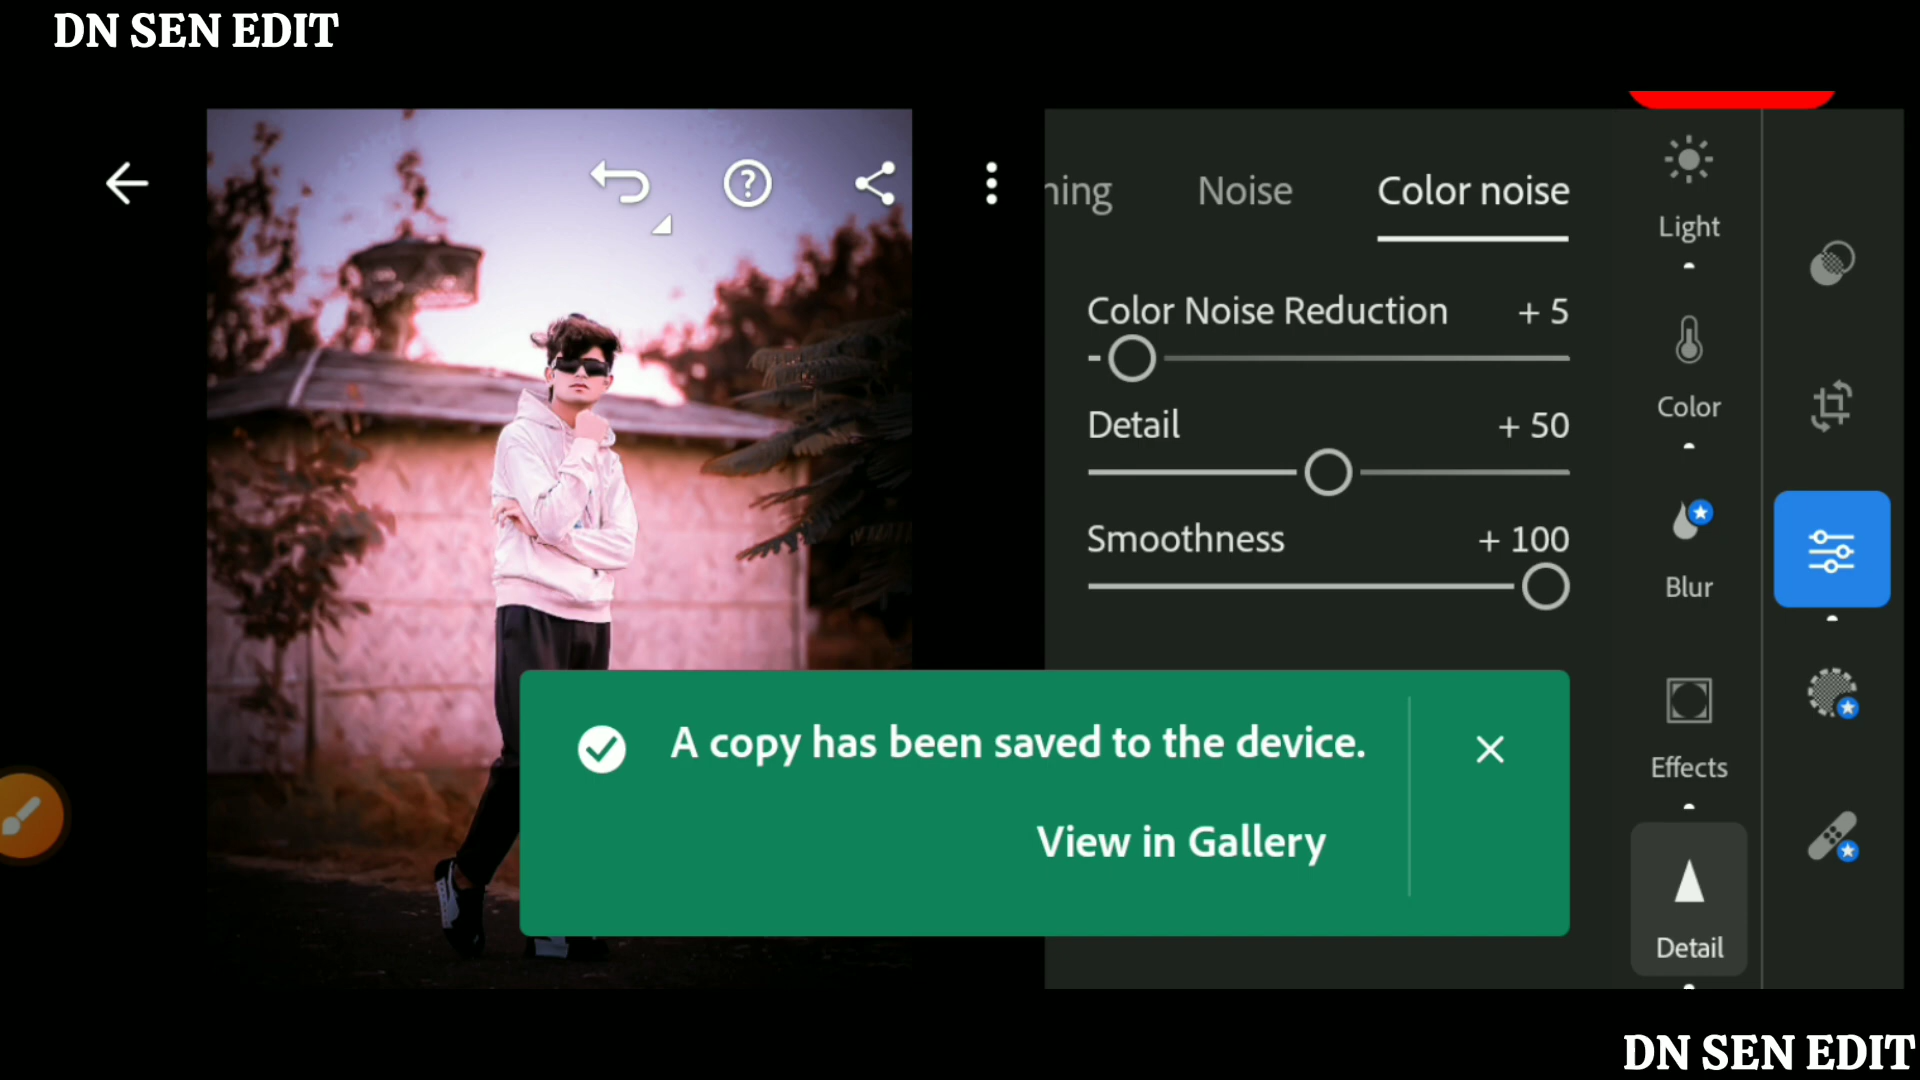 DN SEN EDIT
ning Noise Color noise
Color Noise Reduction + 5
Detail + 50
Smoothness + 100
Light
Color
Blur
Effects
Detail
A copy has been saved to the device.
View in Gallery
DN SEN EDIT